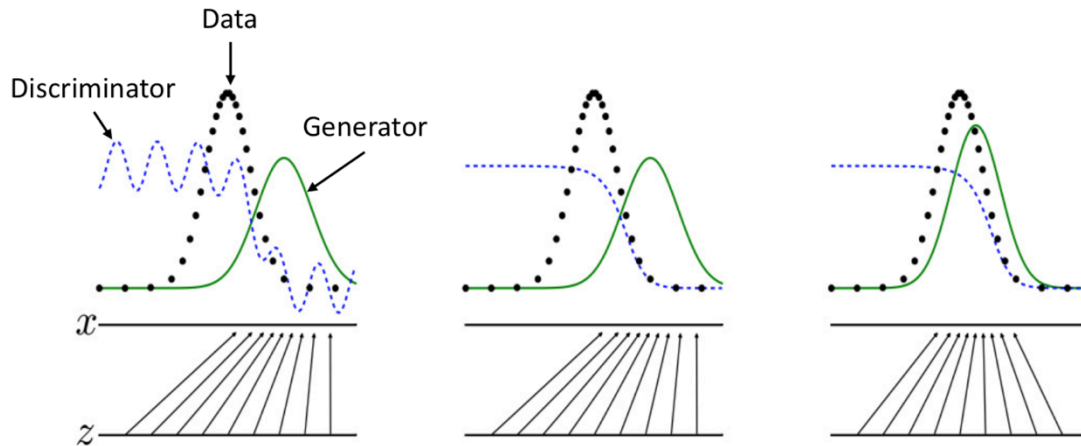 Data
Discriminator
Generator
x
z